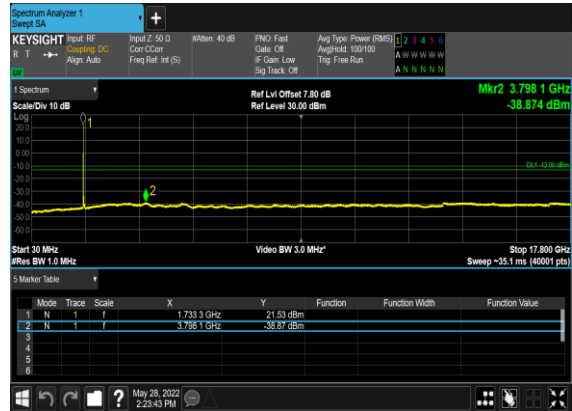 Spectrum Analyzer 1
Swept SA
+
KEYSIGHT Input: RF Input Z: 50 Ω #Atten: 40 dB PNO: Fast Avg Type: Power (RMS) 1 2 3 4 5 6
R T Coupling: DC Corr CCorr Gate: Off Avg|Hold: 100/100 A W W W W W
Align: Auto Freq Ref: Int (S) IF Gain: Low Trig: Free Run
Sig Track: Off A N N N N N
1 Spectrum Ref Lvl Offset 7.80 dB Mkr2 3.798 1 GHz
Scale/Div 10 dB Ref Level 30.00 dBm -38.874 dBm
Log
20.0
1
10.0
0.00
-10.0
DL1 -13.00 dBm
-20.0
-30.0
2
-40.0
-50.0
-60.0
Start 30 MHz Video BW 3.0 MHz* Stop 17.800 GHz
#Res BW 1.0 MHz Sweep ~35.1 ms (40001 pts)
5 Marker Table
Mode Trace Scale X Y Function Function Width Function Value
1 N 1 f 1.733 3 GHz 21.53 dBm
2 N 1 f 3.798 1 GHz -38.87 dBm
3
4
5
6
? May 28, 2022
2:23:43 PM